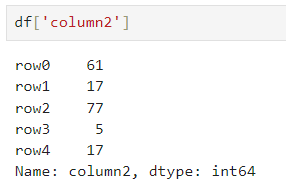 df['column2']
row0    61
row1    17
row2    77
row3     5
row4    17
Name: column2, dtype: int64